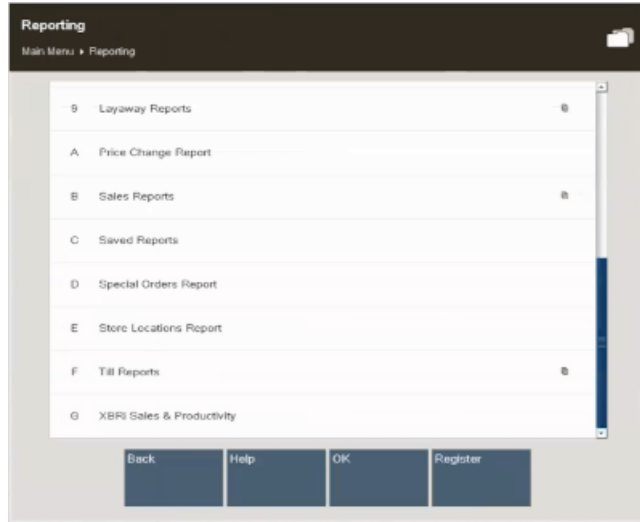 Reporting
Main Menu ▸ Reporting
9 Layaway Reports
A Price Change Report
B Sales Reports
C Saved Reports
D Special Orders Report
E Store Locations Report
F Till Reports
G XBRi Sales & Productivity
Back Help OK Register